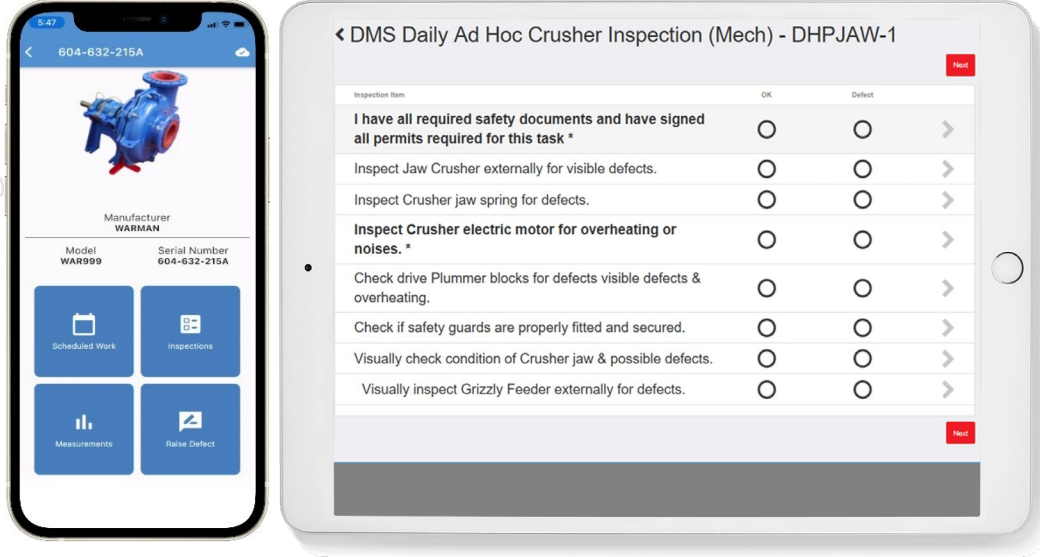 5:47
604-632-215A
Manufacturer
WARMAN
Model
WAR999
Serial Number
604-632-215A
Scheduled Work
Inspections
Measurements
Raise Defect
DMS Daily Ad Hoc Crusher Inspection (Mech) - DHPJAW-1
Next
Inspection Item OK Defect
I have all required safety documents and have signed
all permits required for this task *
Inspect Jaw Crusher externally for visible defects.
Inspect Crusher jaw spring for defects.
Inspect Crusher electric motor for overheating or
noises. *
Check drive Plummer blocks for defects visible defects &
overheating.
Check if safety guards are properly fitted and secured.
Visually check condition of Crusher jaw & possible defects.
Visually inspect Grizzly Feeder externally for defects.
Next